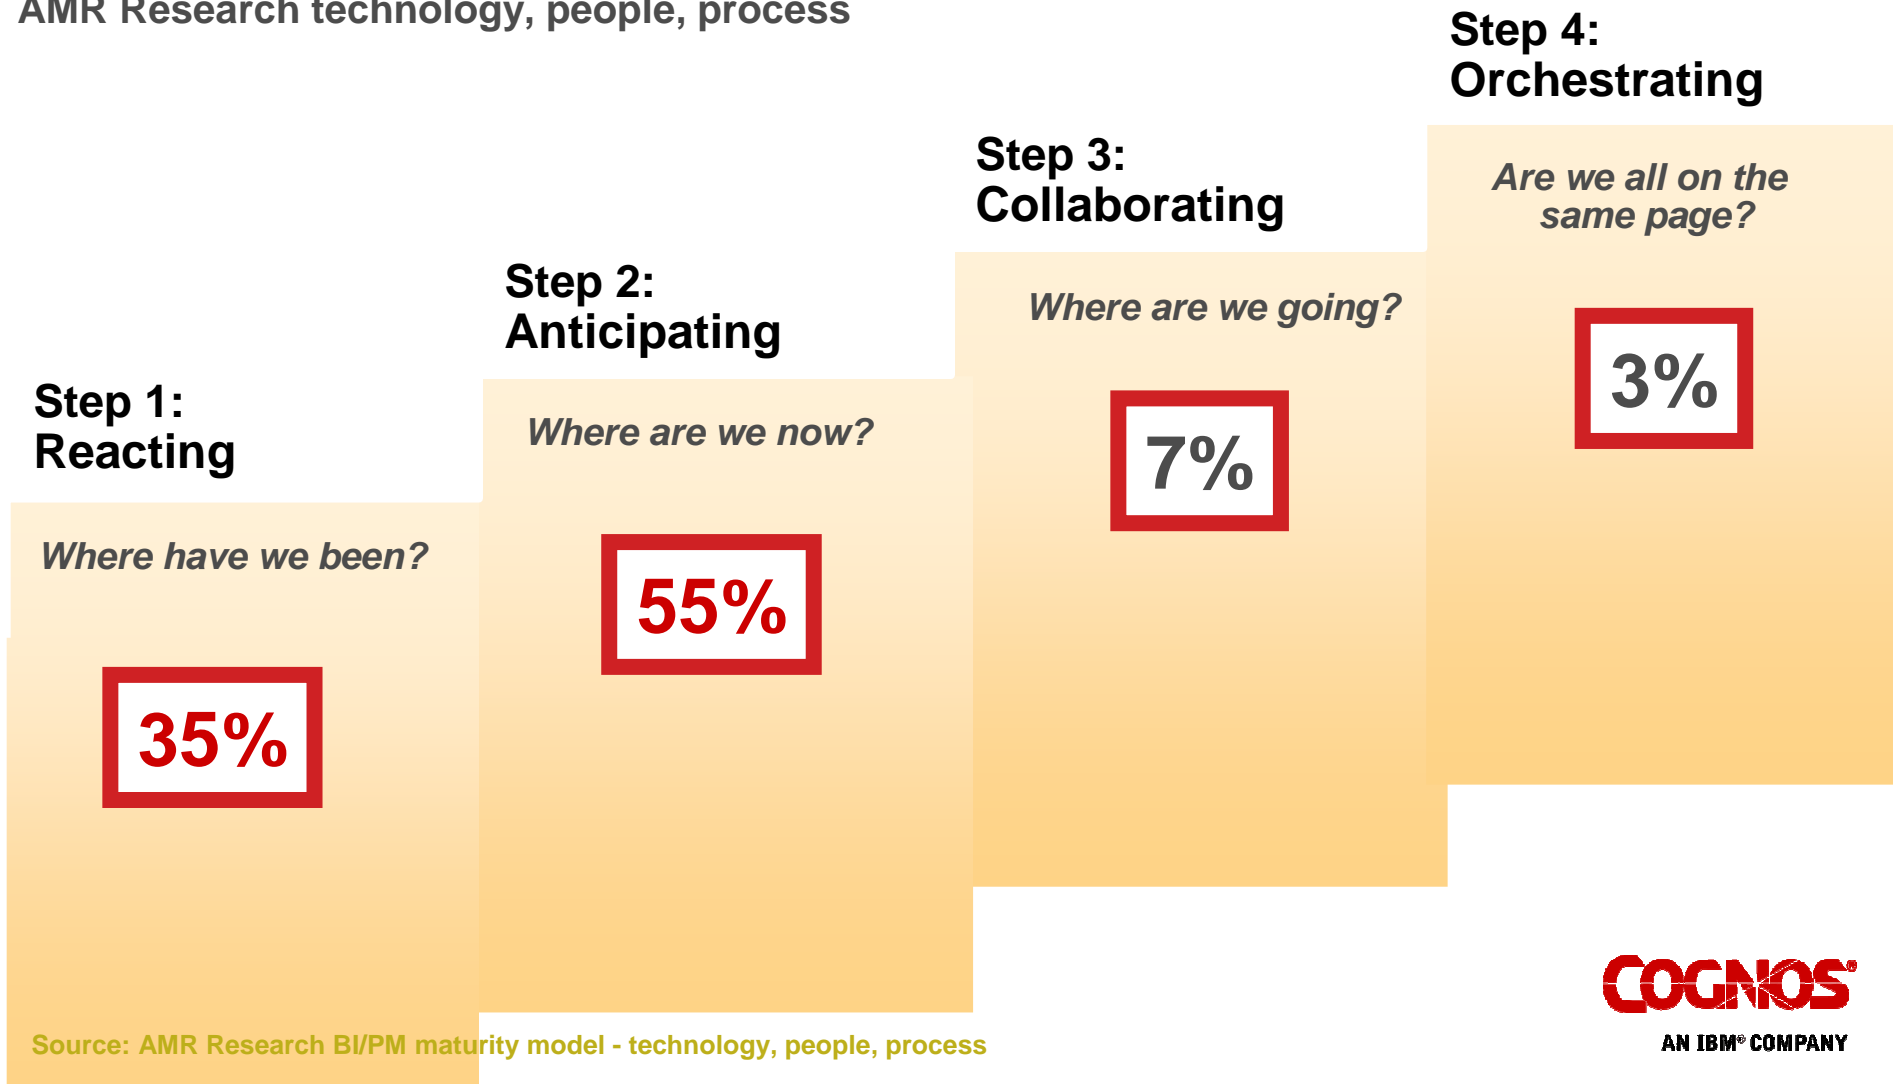 AMR Research technology, people, process
Step 4:
Orchestrating
Are we all on the
same page?
3%
Step 3:
Collaborating
Where are we going?
7%
Step 2:
Anticipating
Where are we now?
55%
Step 1:
Reacting
Where have we been?
35%
Source: AMR Research BI/PM maturity model - technology, people, process
COGNOS®
AN IBM® COMPANY